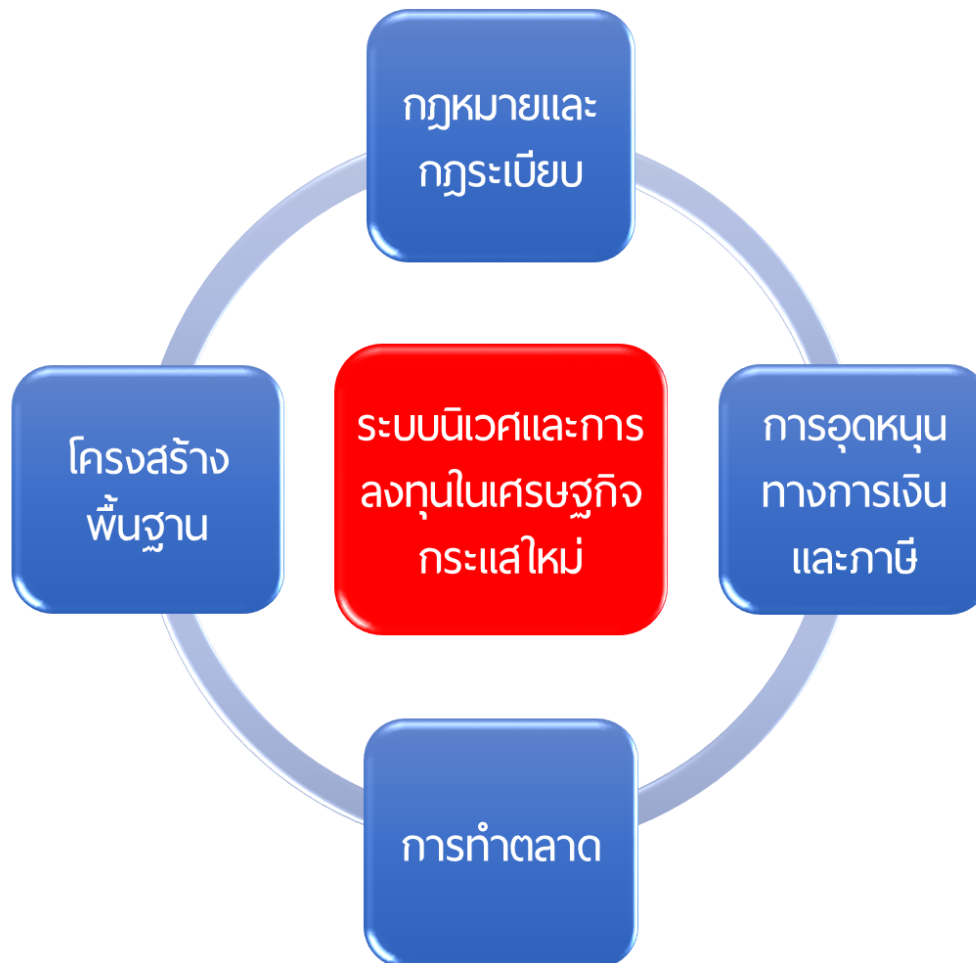 กฎหมายและ
กฎระเบียบ
โครงสร้าง
พื้นฐาน
ระบบนิเวศและการ
ลงทุนในเศรษฐกิจ
กระแสใหม่
การอุดหนุน
ทางการเงิน
และภาษี
การทำตลาด